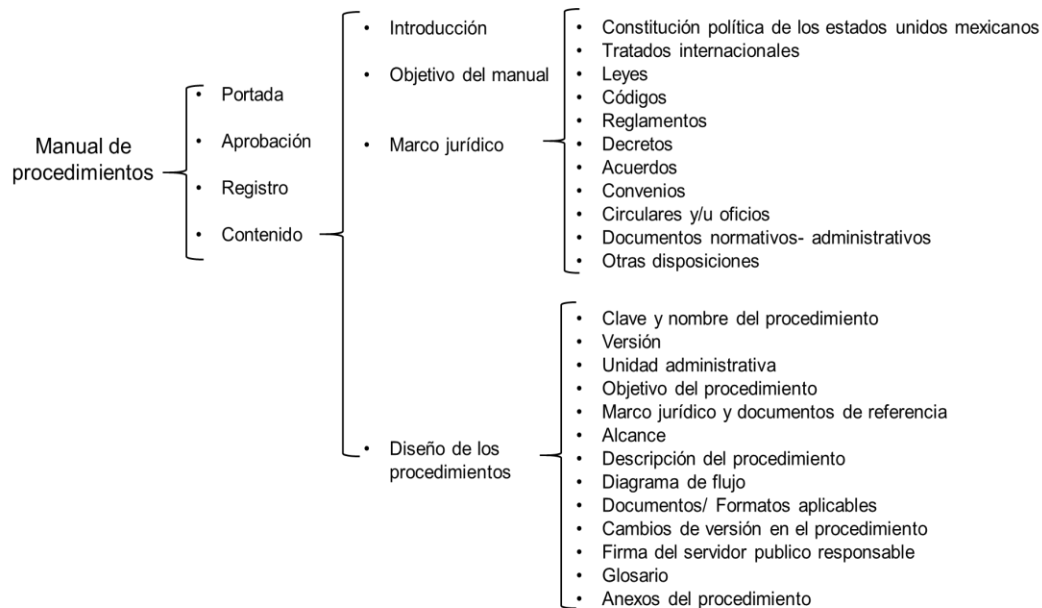 Manual de
procedimientos
• Portada
• Aprobación
• Registro
• Contenido
• Introducción
• Objetivo del manual
• Marco jurídico
• Diseño de los
procedimientos
• Constitución política de los estados unidos mexicanos
• Tratados internacionales
• Leyes
• Códigos
• Reglamentos
• Decretos
• Acuerdos
• Convenios
• Circulares y/u oficios
• Documentos normativos- administrativos
• Otras disposiciones
• Clave y nombre del procedimiento
• Versión
• Unidad administrativa
• Objetivo del procedimiento
• Marco jurídico y documentos de referencia
• Alcance
• Descripción del procedimiento
• Diagrama de flujo
• Documentos/ Formatos aplicables
• Cambios de versión en el procedimiento
• Firma del servidor publico responsable
• Glosario
• Anexos del procedimiento